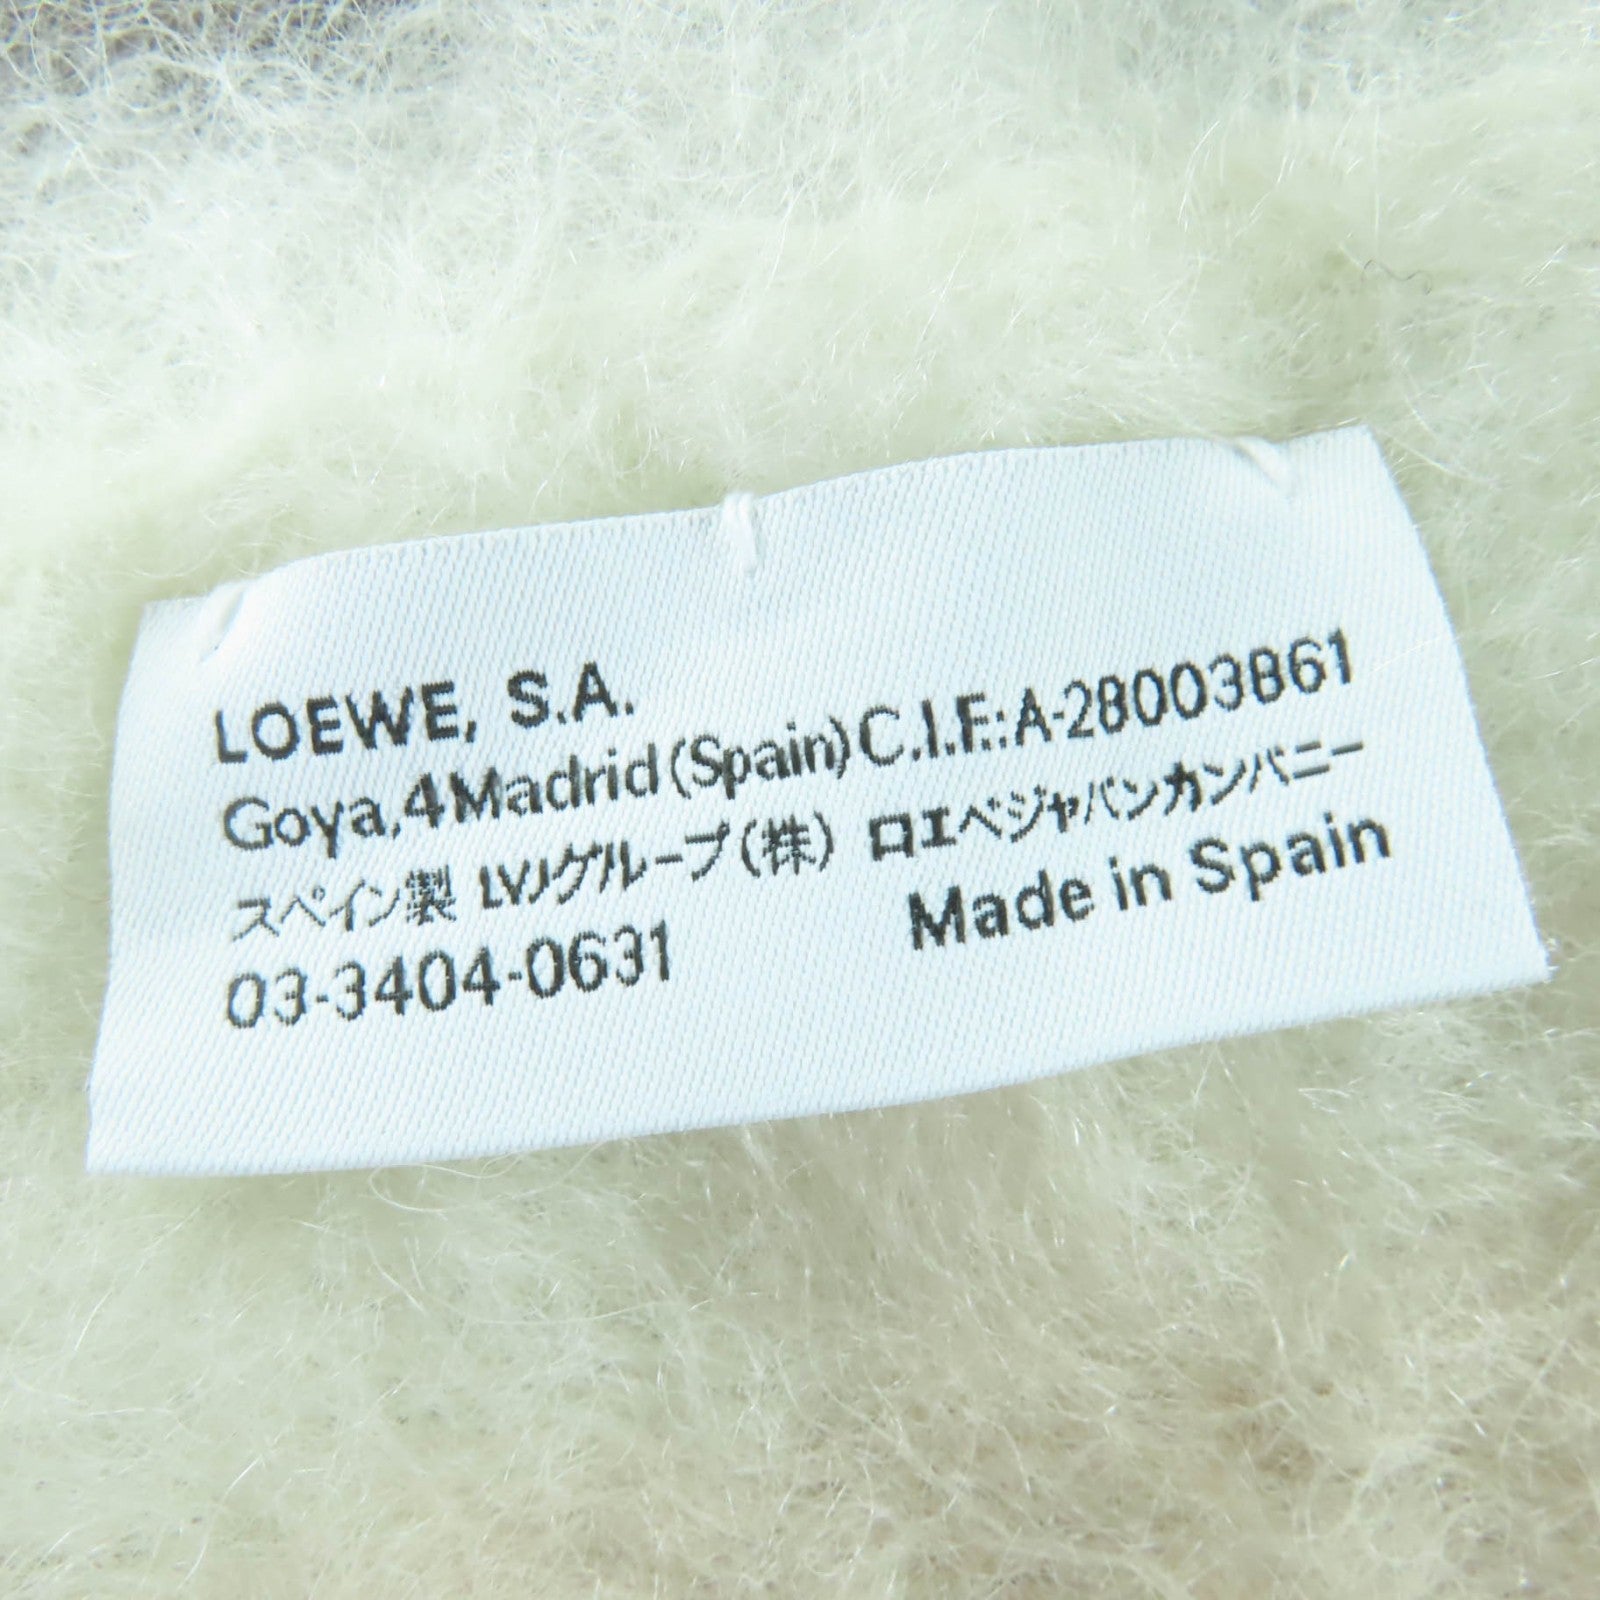 LOEWE, S.A.
Goya,4Madrid(Spain)C.I.F.:A-28003861
スペイン製 LVJグループ(株) ロエベジャパンカンパニー
03-3404-0631 Made in Spain